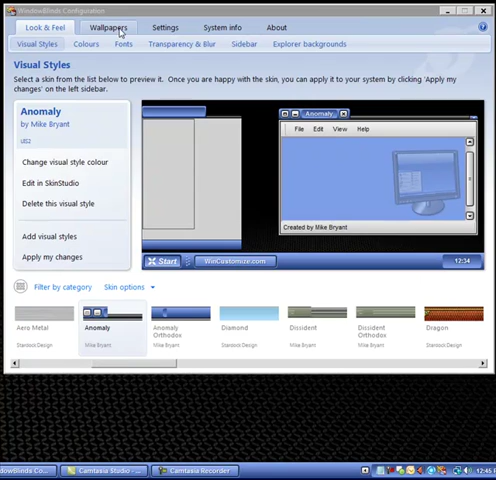 WindowBlinds Configuration
Look & Feel Wallpapers Settings System info About
Visual Styles Colours Fonts Transparency & Blur Sidebar Explorer backgrounds
Visual Styles
Select a skin from the list below to preview it. Once you are happy with the skin, you can apply it to your system by clicking 'Apply my
changes' on the left sidebar.
Anomaly
by Mike Bryant
UIS2
Change visual style colour
Edit in SkinStudio
Delete this visual style
Add visual styles
Apply my changes
Anomaly
File Edit View Help
Created by Mike Bryant
Start WinCustomize.com 12:34
Filter by category Skin options
Aero Metal
Stardock Design
Anomaly
Mike Bryant
Anomaly
Orthodox
Mike Bryant
Diamond
Stardock Design
Dissident
Mike Bryant
Dissident
Orthodox
Mike Bryant
Dragon
Stardock Design
dowBlinds Co... Camtasia Studio - ... Camtasia Recorder 12:45